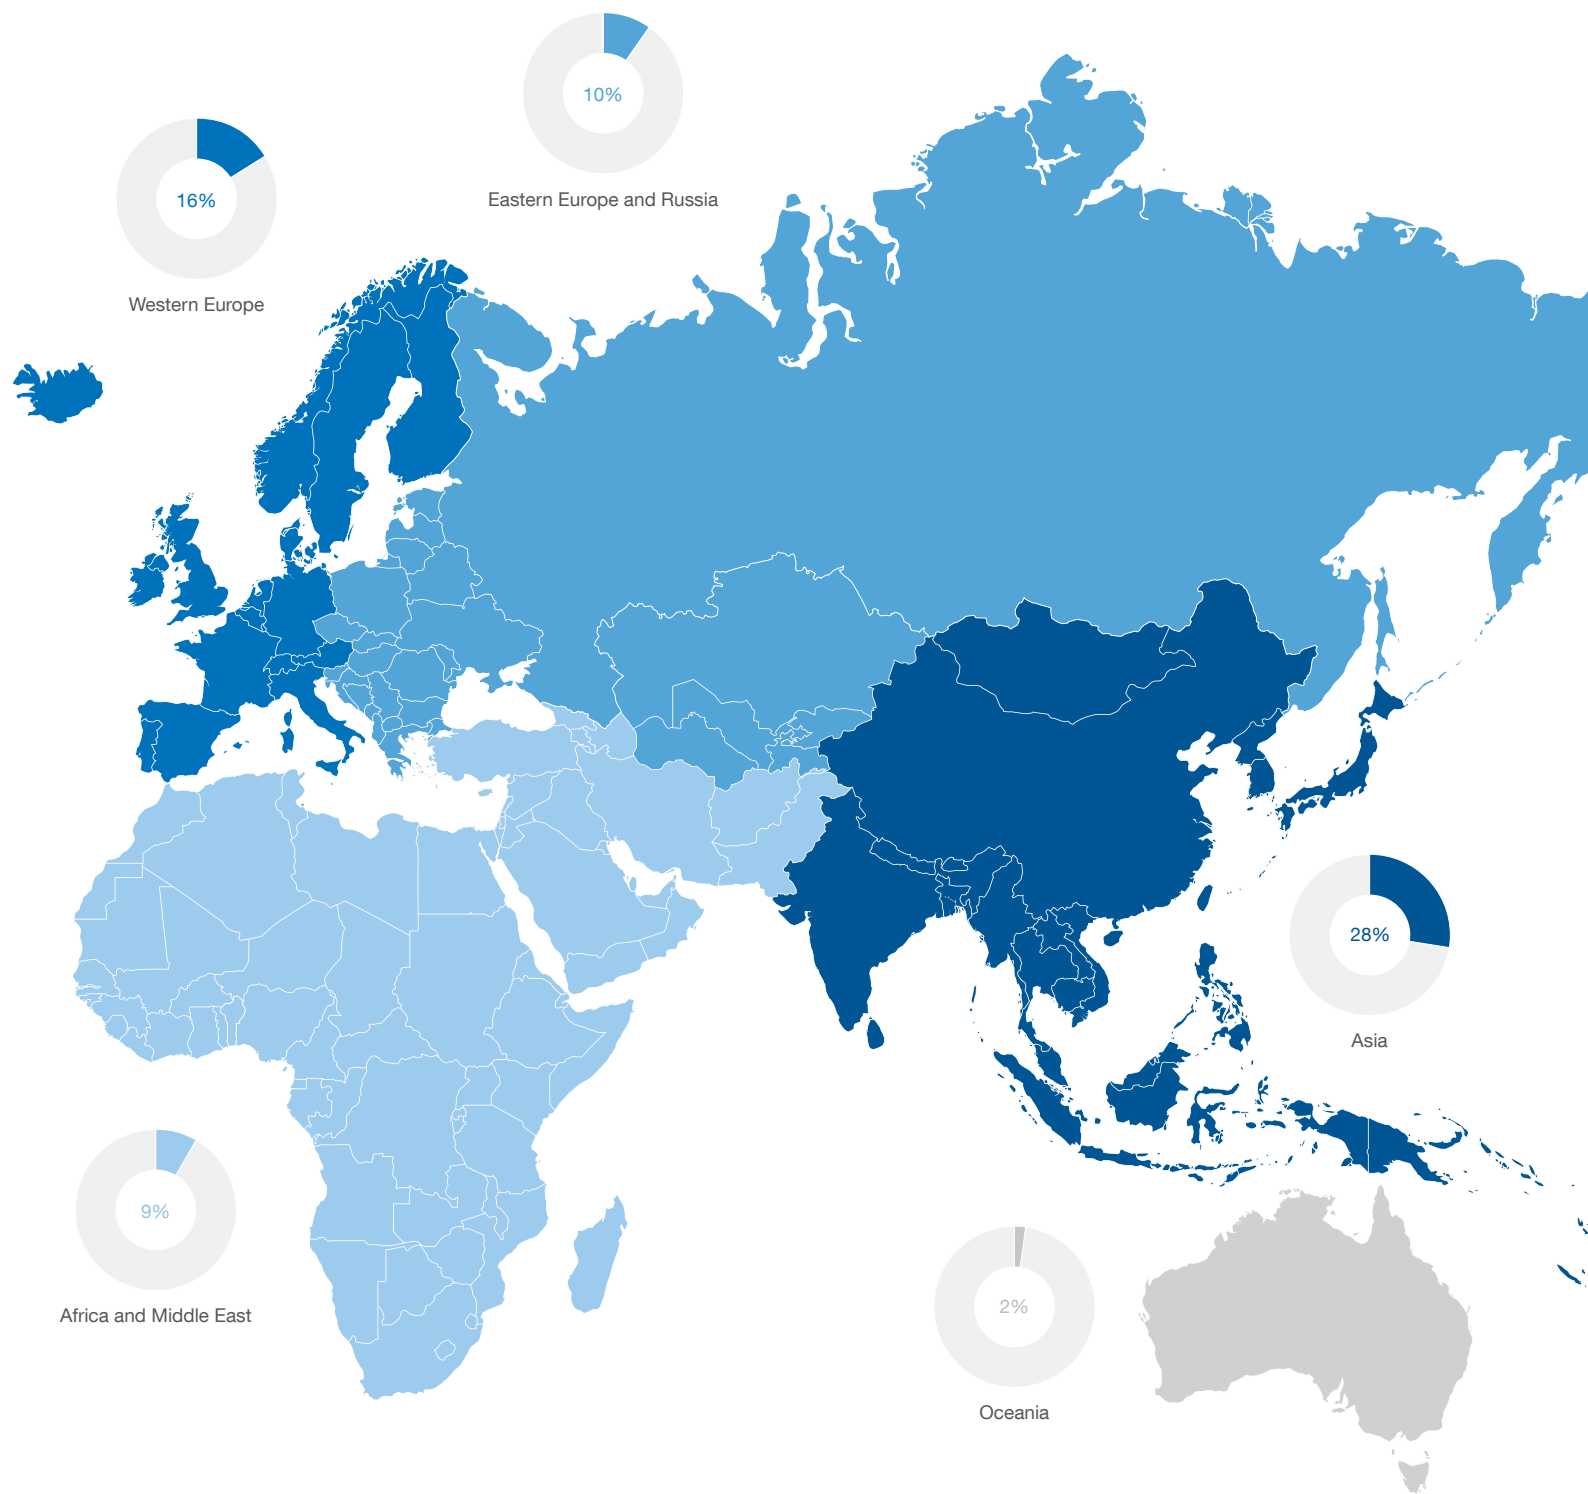 10%
Eastern Europe and Russia
16%
Western Europe
28%
Asia
9%
Africa and Middle East
2%
Oceania